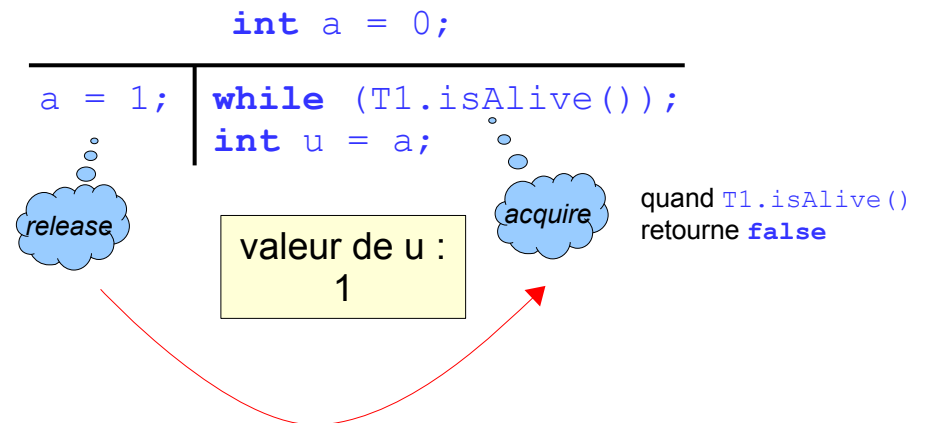 int a = 0;
a = 1;
while (T1.isAlive());
int u = a;
release
acquire
quand T1.isAlive()
retourne false
valeur de u :
1